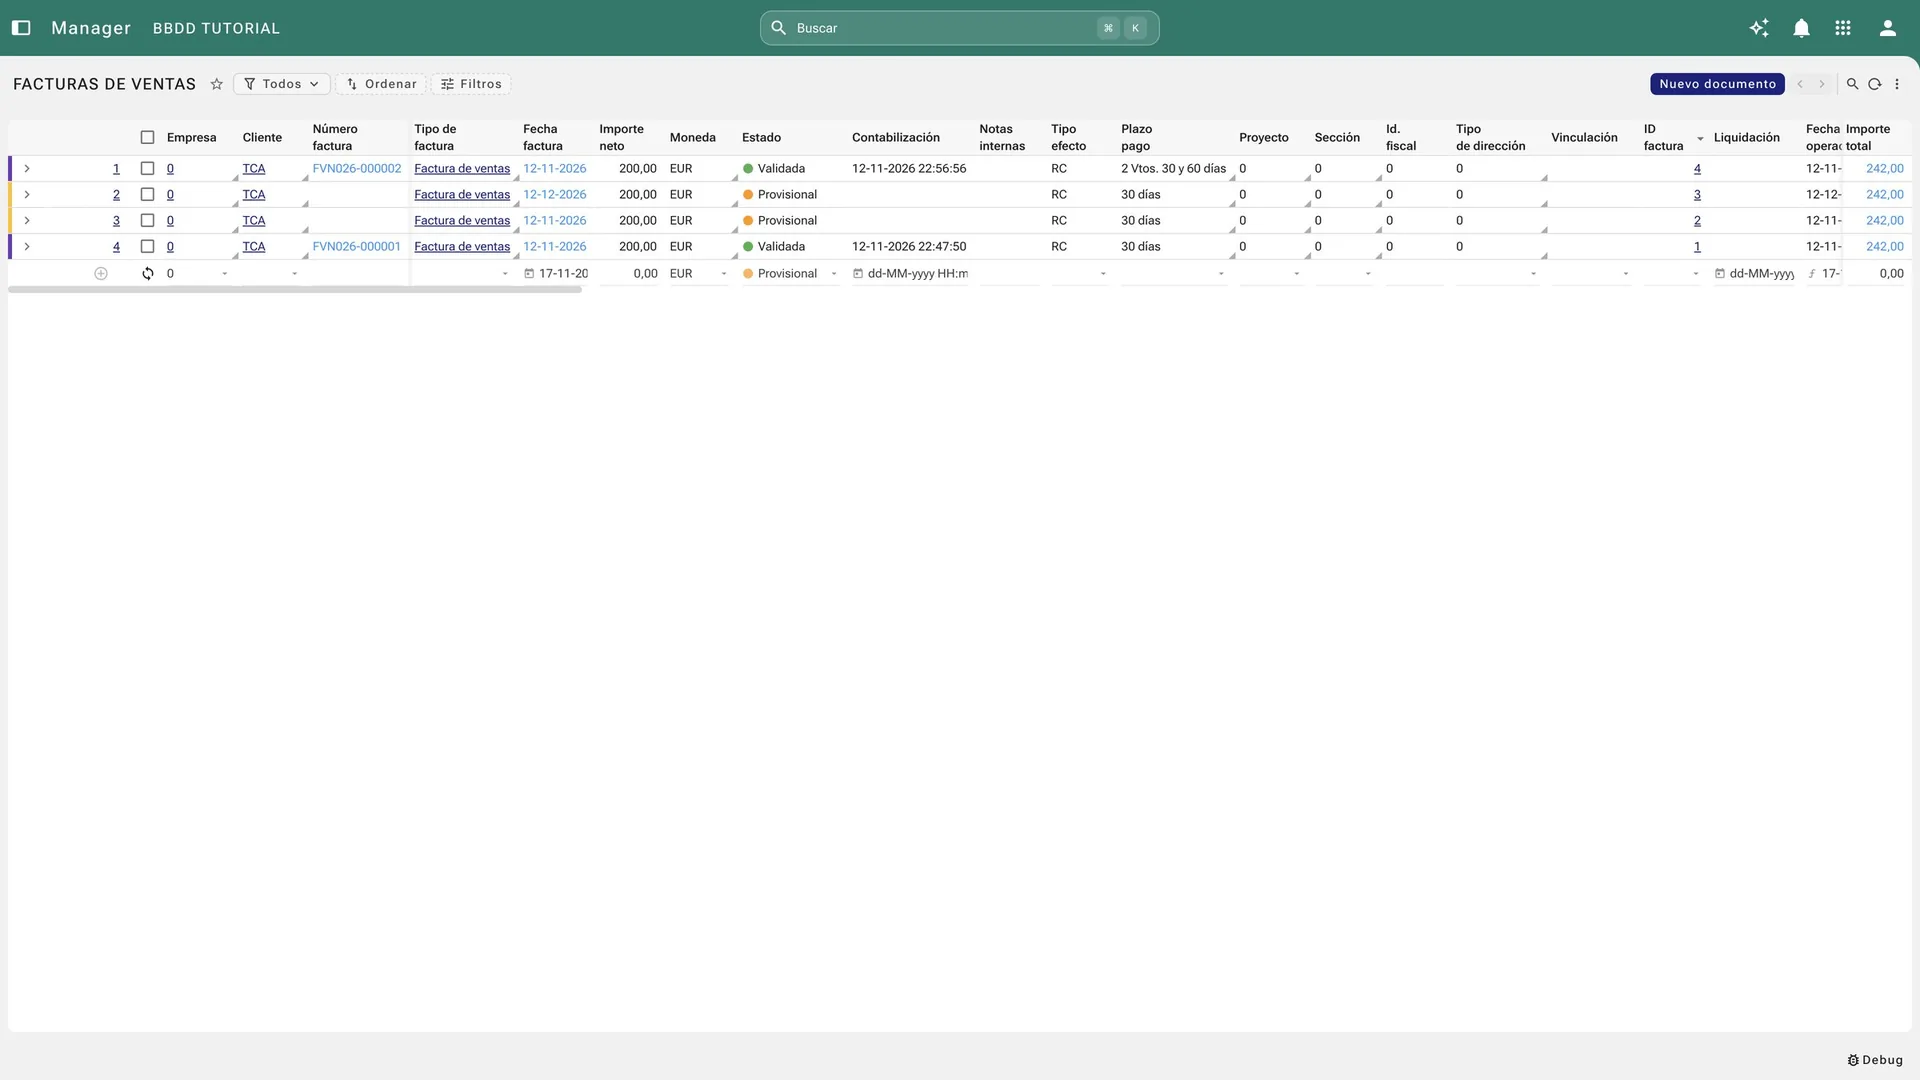 Manager BBDD TUTORIAL Buscar ⌘ K
FACTURAS DE VENTAS Todos Ordenar Filtros Nuevo documento
Empresa Cliente Número factura Tipo de factura Fecha factura Importe neto Moneda Estado Contabilización Notas internas Tipo efecto Plazo pago Proyecto Sección Id. fiscal Tipo de dirección Vinculación ID factura Liquidación Fecha operac Importe total
1 0 TCA FVN026-000002 Factura de ventas 12-11-2026 200,00 EUR Validada 12-11-2026 22:56:56 RC 2 Vtos. 30 y 60 días 0 0 0 0 4 12-11- 242,00
2 0 TCA Factura de ventas 12-12-2026 200,00 EUR Provisional RC 30 días 0 0 0 0 3 12-12- 242,00
3 0 TCA Factura de ventas 12-11-2026 200,00 EUR Provisional RC 30 días 0 0 0 0 2 12-11- 242,00
4 0 TCA FVN026-000001 Factura de ventas 12-11-2026 200,00 EUR Validada 12-11-2026 22:47:50 RC 30 días 0 0 0 0 1 12-11- 242,00
0 17-11-20 0,00 EUR Provisional dd-MM-yyyy HH:m dd-MM-yyyy 17- 0,00
Debug